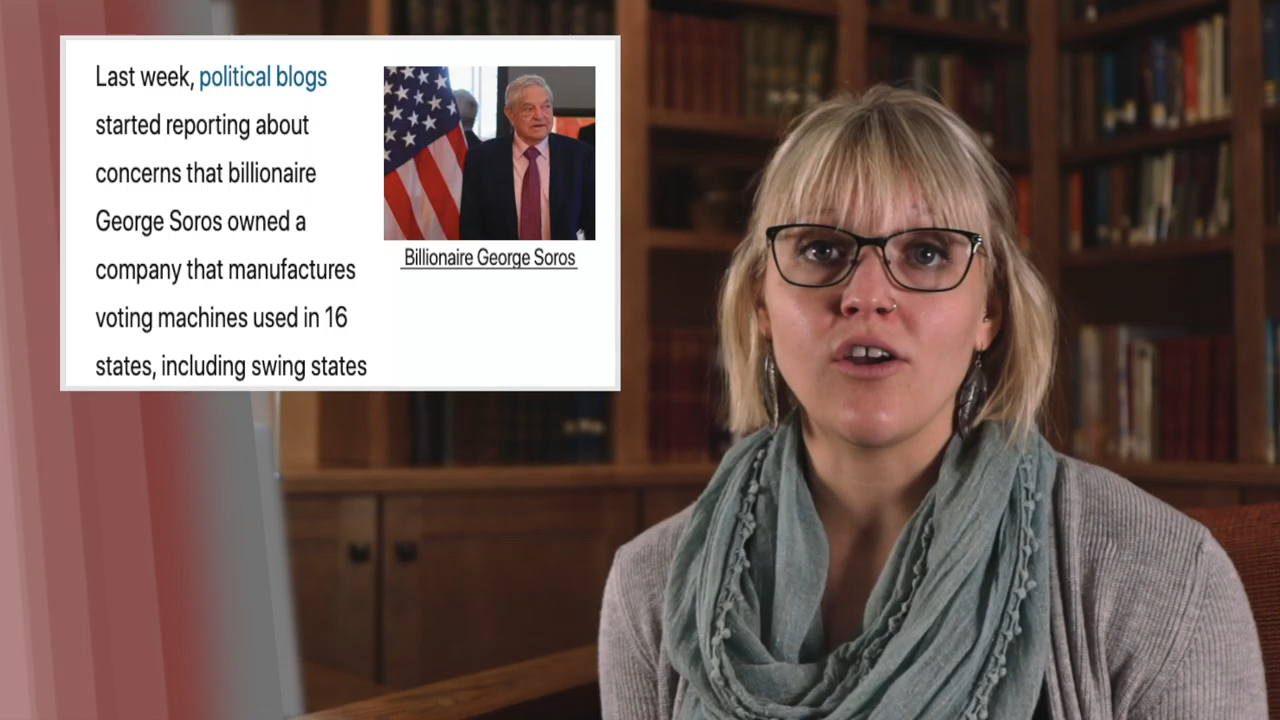 Last week, political blogs
started reporting about
concerns that billionaire
George Soros owned a
company that manufactures
voting machines used in 16
states, including swing states
Billionaire George Soros